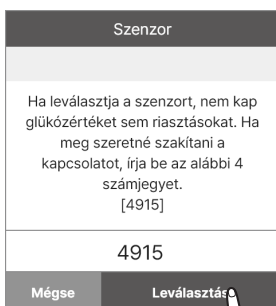 Szenzor
Ha leválasztja a szenzort, nem kap
glükózértéket sem riasztásokat. Ha
meg szeretné szakítani a
kapcsolatot, írja be az alábbi 4
számjegyet.
[4915]
4915
Mégse Leválasztás